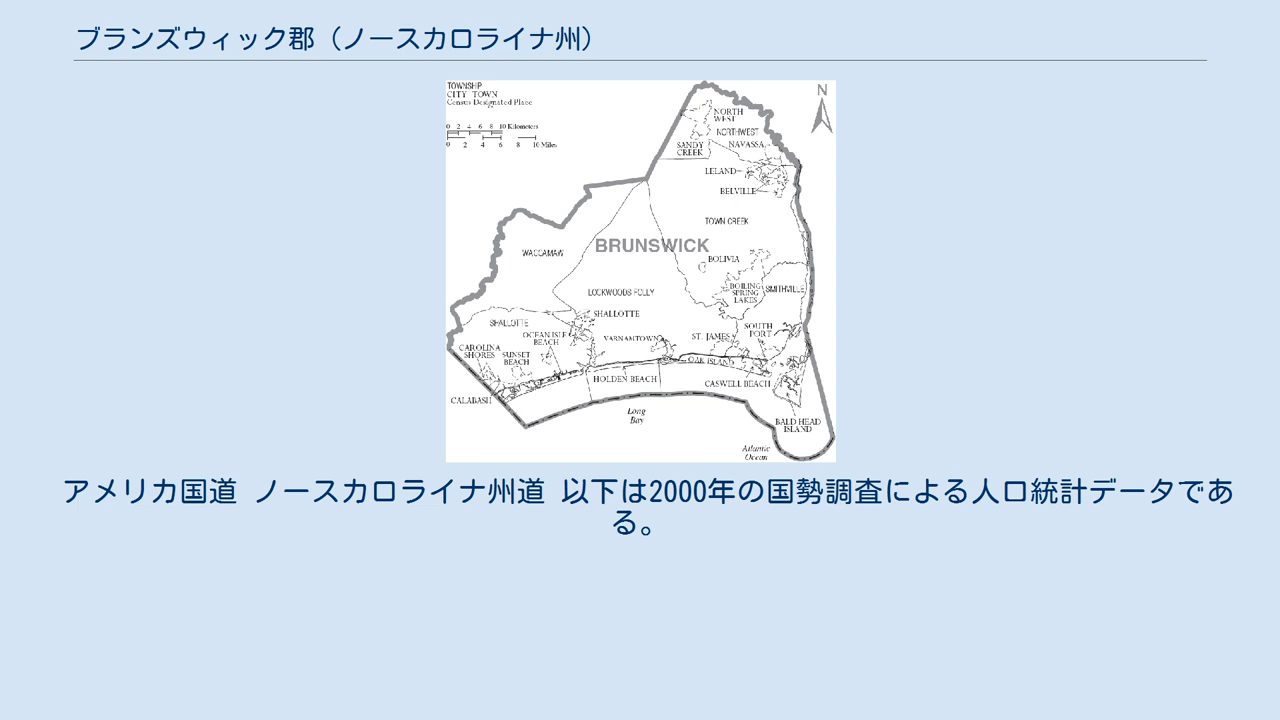 ブランズウィック郡（ノースカロライナ州）
TOWNSHIP
CITY TOWN
Census Designated Place
0 2 4 6 8 10 Kilometers
0 2 4 6 8 10 Miles
N
NORTH
WEST
NORTHWEST
SANDY
CREEK
NAVASSA
LELAND
BELVILLE
TOWN CREEK
BRUNSWICK
WACCAMAW
BOLIVIA
LOCKWOODS FOLLY
BOILING
SPRING
LAKES
SMITHVILLE
SHALLOTTE
SHALLOTTE
OCEAN ISLE
BEACH
VARNAMTOWN
ST. JAMES
SOUTH
PORT
CAROLINA
SHORES
SUNSET
BEACH
OAK ISLAND
HOLDEN BEACH
CASWELL BEACH
CALABASH
Long
Bay
BALD HEAD
ISLAND
Atlantic
Ocean
アメリカ国道 ノースカロライナ州道 以下は2000年の国勢調査による人口統計データであ
る。